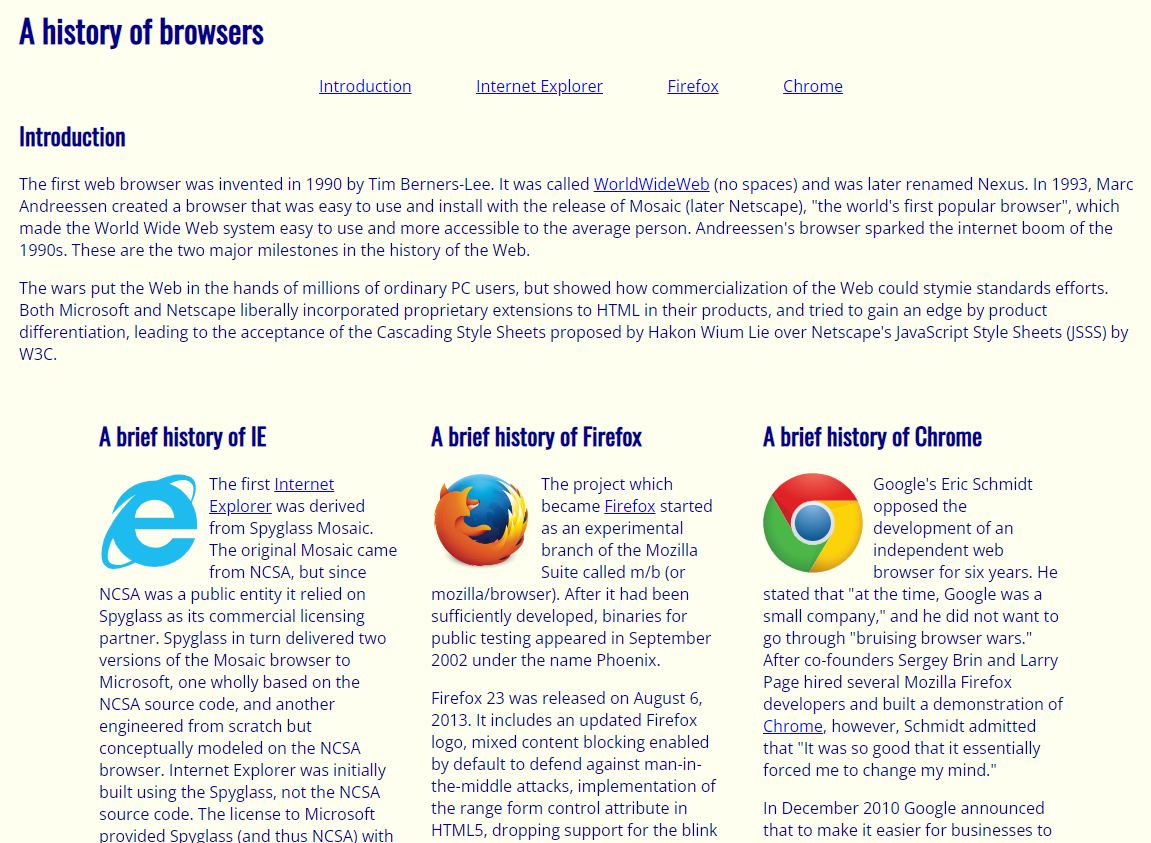 A history of browsers
Introduction Internet Explorer Firefox Chrome
Introduction
The first web browser was invented in 1990 by Tim Berners-Lee. It was called WorldWideWeb (no spaces) and was later renamed Nexus. In 1993, Marc
Andreessen created a browser that was easy to use and install with the release of Mosaic (later Netscape), "the world's first popular browser", which
made the World Wide Web system easy to use and more accessible to the average person. Andreessen's browser sparked the internet boom of the
1990s. These are the two major milestones in the history of the Web.
The wars put the Web in the hands of millions of ordinary PC users, but showed how commercialization of the Web could stymie standards efforts.
Both Microsoft and Netscape liberally incorporated proprietary extensions to HTML in their products, and tried to gain an edge by product
differentiation, leading to the acceptance of the Cascading Style Sheets proposed by Hakon Wium Lie over Netscape's JavaScript Style Sheets (JSSS) by
W3C.
A brief history of IE
The first Internet
Explorer was derived
from Spyglass Mosaic.
The original Mosaic came
from NCSA, but since
NCSA was a public entity it relied on
Spyglass as its commercial licensing
partner. Spyglass in turn delivered two
versions of the Mosaic browser to
Microsoft, one wholly based on the
NCSA source code, and another
engineered from scratch but
conceptually modeled on the NCSA
browser. Internet Explorer was initially
built using the Spyglass, not the NCSA
source code. The license to Microsoft
provided Spyglass (and thus NCSA) with
A brief history of Firefox
The project which
became Firefox started
as an experimental
branch of the Mozilla
Suite called m/b (or
mozilla/browser). After it had been
sufficiently developed, binaries for
public testing appeared in September
2002 under the name Phoenix.
Firefox 23 was released on August 6,
2013. It includes an updated Firefox
logo, mixed content blocking enabled
by default to defend against man-in-
the-middle attacks, implementation of
the range form control attribute in
HTML5, dropping support for the blink
A brief history of Chrome
Google's Eric Schmidt
opposed the
development of an
independent web
browser for six years. He
stated that "at the time, Google was a
small company," and he did not want to
go through "bruising browser wars."
After co-founders Sergey Brin and Larry
Page hired several Mozilla Firefox
developers and built a demonstration of
Chrome, however, Schmidt admitted
that "It was so good that it essentially
forced me to change my mind."
In December 2010 Google announced
that to make it easier for businesses to